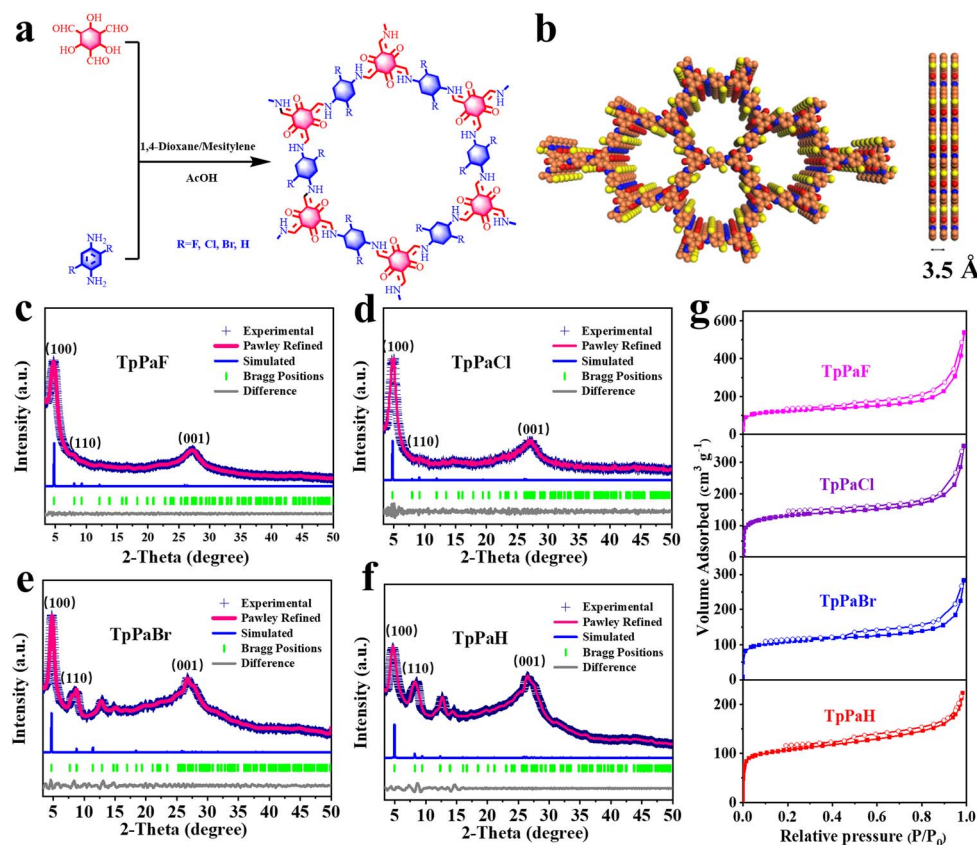 a
OH
OHC
CHO
HO
OH
CHO
1,4-Dioxane/Mesitylene
AcOH
NH2
R
R
NH2
R=F, Cl, Br, H
b
3.5 Å
c
(100)
TpPaF
Experimental
Pawley Refined
Simulated
Bragg Positions
Difference
(110)
(001)
Intensity (a.u.)
5 10 15 20 25 30 35 40 45 50
2-Theta (degree)
d
(100)
TpPaCl
Experimental
Pawley Refined
Simulated
Bragg Positions
Difference
(110)
(001)
Intensity (a.u.)
5 10 15 20 25 30 35 40 45 50
2-Theta (degree)
e
(100)
TpPaBr
Experimental
Pawley Refined
Simulated
Bragg Positions
Difference
(110)
(001)
Intensity (a.u.)
5 10 15 20 25 30 35 40 45 50
2-Theta (degree)
f
(100)
TpPaH
Experimental
Pawley Refined
Simulated
Bragg Positions
Difference
(110)
(001)
Intensity (a.u.)
5 10 15 20 25 30 35 40 45 50
2-Theta (degree)
g
600
400
200
0
TpPaF
300
200
100
0
TpPaCl
300
200
100
0
TpPaBr
200
100
0
TpPaH
Volume Adsorbed (cm³ g⁻¹)
0.0 0.2 0.4 0.6 0.8 1.0
Relative pressure (P/P₀)